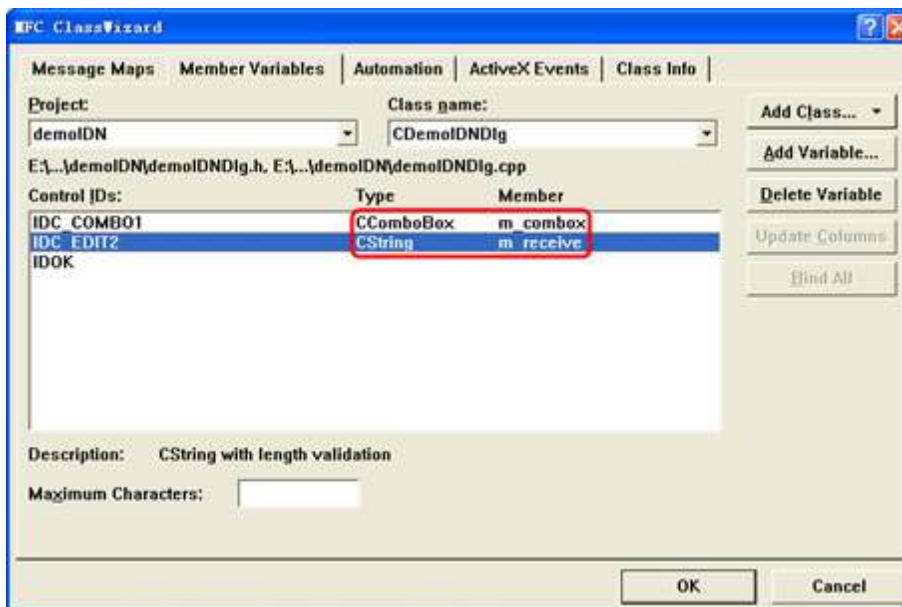 MFC ClassWizard
Member Variables
Message Maps Member Variables Automation ActiveX Events Class Info
Project: Class name:
demoIDN CDemoIDNDlg
E:\...\demoIDN\demoIDNDlg.h, E:\...\demoIDN\demoIDNDlg.cpp
Control IDs: Type Member
IDC_COMBO1 CComboBox m_combox
IDC_EDIT2 CString m_receive
IDOK
Add Class...
Add Variable...
Delete Variable
Update Columns
Bind All
Description: CString with length validation
Maximum Characters:
OK Cancel